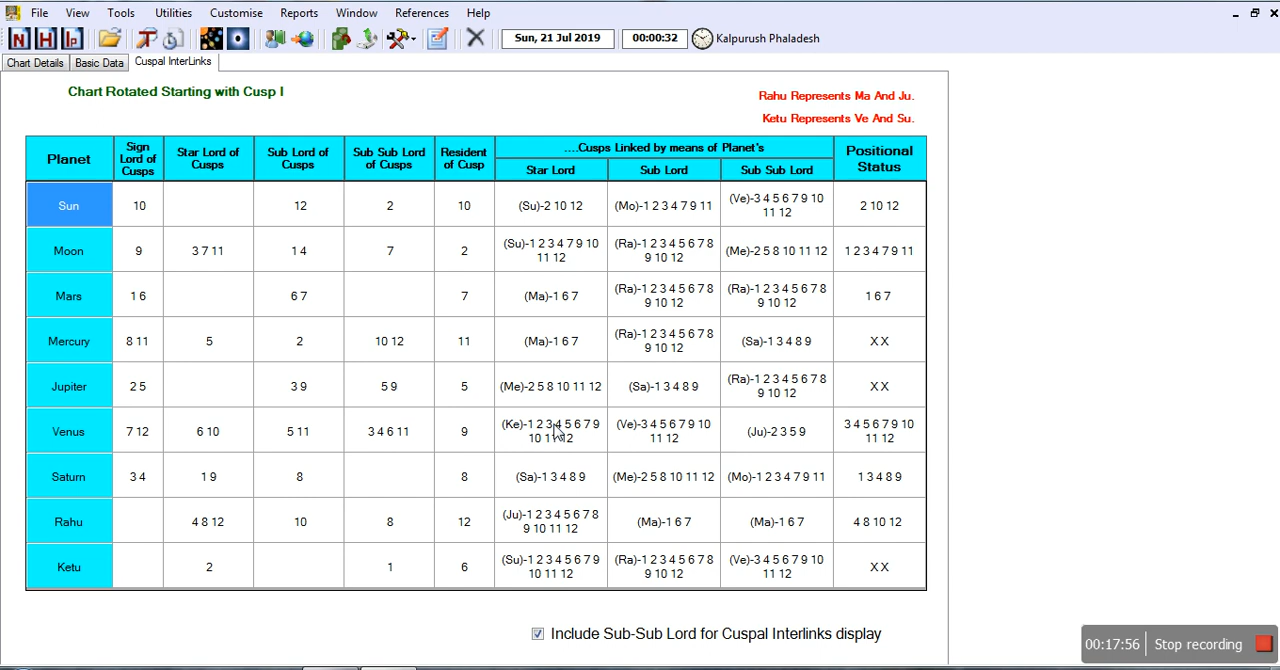 File View Tools Utilities Customise Reports Window References Help
N H Ip Sun, 21 Jul 2019 00:00:32 Kalpurush Phaladesh
Chart Details Basic Data Cuspal InterLinks
Chart Rotated Starting with Cusp I
Rahu Represents Ma And Ju.
Ketu Represents Ve And Su.
Planet Sign Lord of Cusps Star Lord of Cusps Sub Lord of Cusps Sub Sub Lord of Cusps Resident of Cusp ....Cusps Linked by means of Planet's Positional Status
Star Lord Sub Lord Sub Sub Lord
Sun 10 12 2 10 (Su)-2 10 12 (Mo)-1 2 3 4 7 9 11 (Ve)-3 4 5 6 7 9 10 11 12 2 10 12
Moon 9 3 7 11 1 4 7 2 (Su)-1 2 3 4 7 9 10 11 12 (Ra)-1 2 3 4 5 6 7 8 9 10 12 (Me)-2 5 8 10 11 12 1 2 3 4 7 9 11
Mars 1 6 6 7 7 (Ma)-1 6 7 (Ra)-1 2 3 4 5 6 7 8 9 10 12 (Ra)-1 2 3 4 5 6 7 8 9 10 12 1 6 7
Mercury 8 11 5 2 10 12 11 (Ma)-1 6 7 (Ra)-1 2 3 4 5 6 7 8 9 10 12 (Sa)-1 3 4 8 9 X X
Jupiter 2 5 3 9 5 9 5 (Me)-2 5 8 10 11 12 (Sa)-1 3 4 8 9 (Ra)-1 2 3 4 5 6 7 8 9 10 12 X X
Venus 7 12 6 10 5 11 3 4 6 11 9 (Ke)-1 2 3 4 5 6 7 9 10 11 12 (Ve)-3 4 5 6 7 9 10 11 12 (Ju)-2 3 5 9 3 4 5 6 7 9 10 11 12
Saturn 3 4 1 9 8 8 (Sa)-1 3 4 8 9 (Me)-2 5 8 10 11 12 (Mo)-1 2 3 4 7 9 11 1 3 4 8 9
Rahu 4 8 12 10 8 12 (Ju)-1 2 3 4 5 6 7 8 9 10 11 12 (Ma)-1 6 7 (Ma)-1 6 7 4 8 10 12
Ketu 2 1 6 (Su)-1 2 3 4 5 6 7 9 10 11 12 (Ra)-1 2 3 4 5 6 7 8 9 10 12 (Ve)-3 4 5 6 7 9 10 11 12 X X
Include Sub-Sub Lord for Cuspal Interlinks display
00:17:56 Stop recording